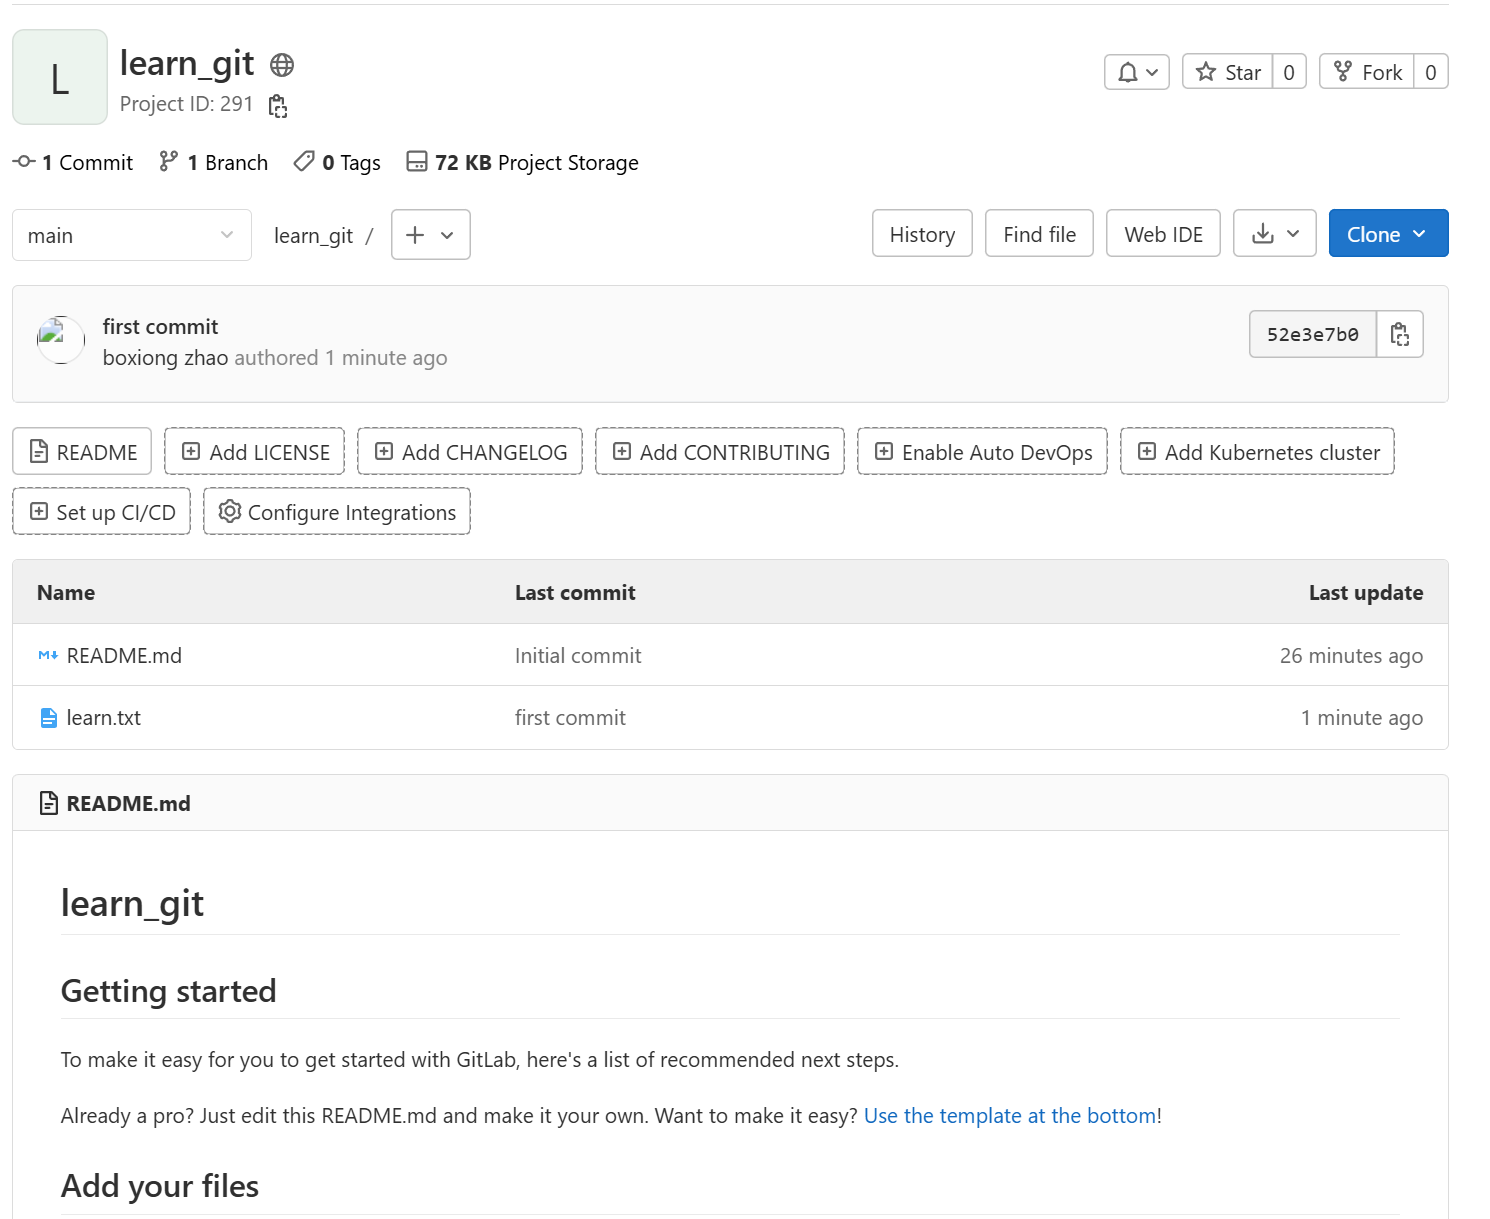 L
learn_git
Project ID: 291
Star 0
Fork 0
1 Commit 1 Branch 0 Tags 72 KB Project Storage
main
learn_git /
History
Find file
Web IDE
Clone
first commit
boxiong zhao authored 1 minute ago
52e3e7b0
README
Add LICENSE
Add CHANGELOG
Add CONTRIBUTING
Enable Auto DevOps
Add Kubernetes cluster
Set up CI/CD
Configure Integrations
Name Last commit Last update
README.md Initial commit 26 minutes ago
learn.txt first commit 1 minute ago
README.md
learn_git
Getting started
To make it easy for you to get started with GitLab, here's a list of recommended next steps.
Already a pro? Just edit this README.md and make it your own. Want to make it easy? Use the template at the bottom!
Add your files